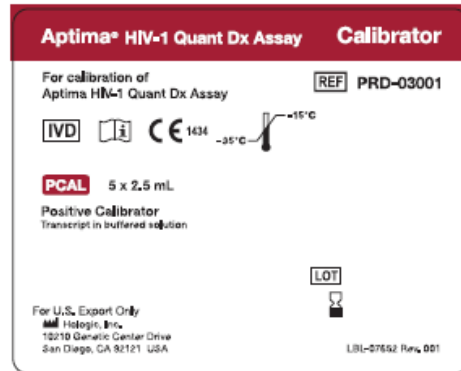 Aptima® HIV-1 Quant Dx Assay Calibrator
For calibration of
Aptima HIV-1 Quant Dx Assay
REF PRD-03001
IVD i CE 1434 -35°C -15°C
PCAL 5 x 2.5 mL
Positive Calibrator
Transcript in buffered solution
LOT
For U.S. Export Only
Hologic, Inc.
10210 Genetic Center Drive
San Diego, CA 92121 USA
LBL-07652 Rev. 001